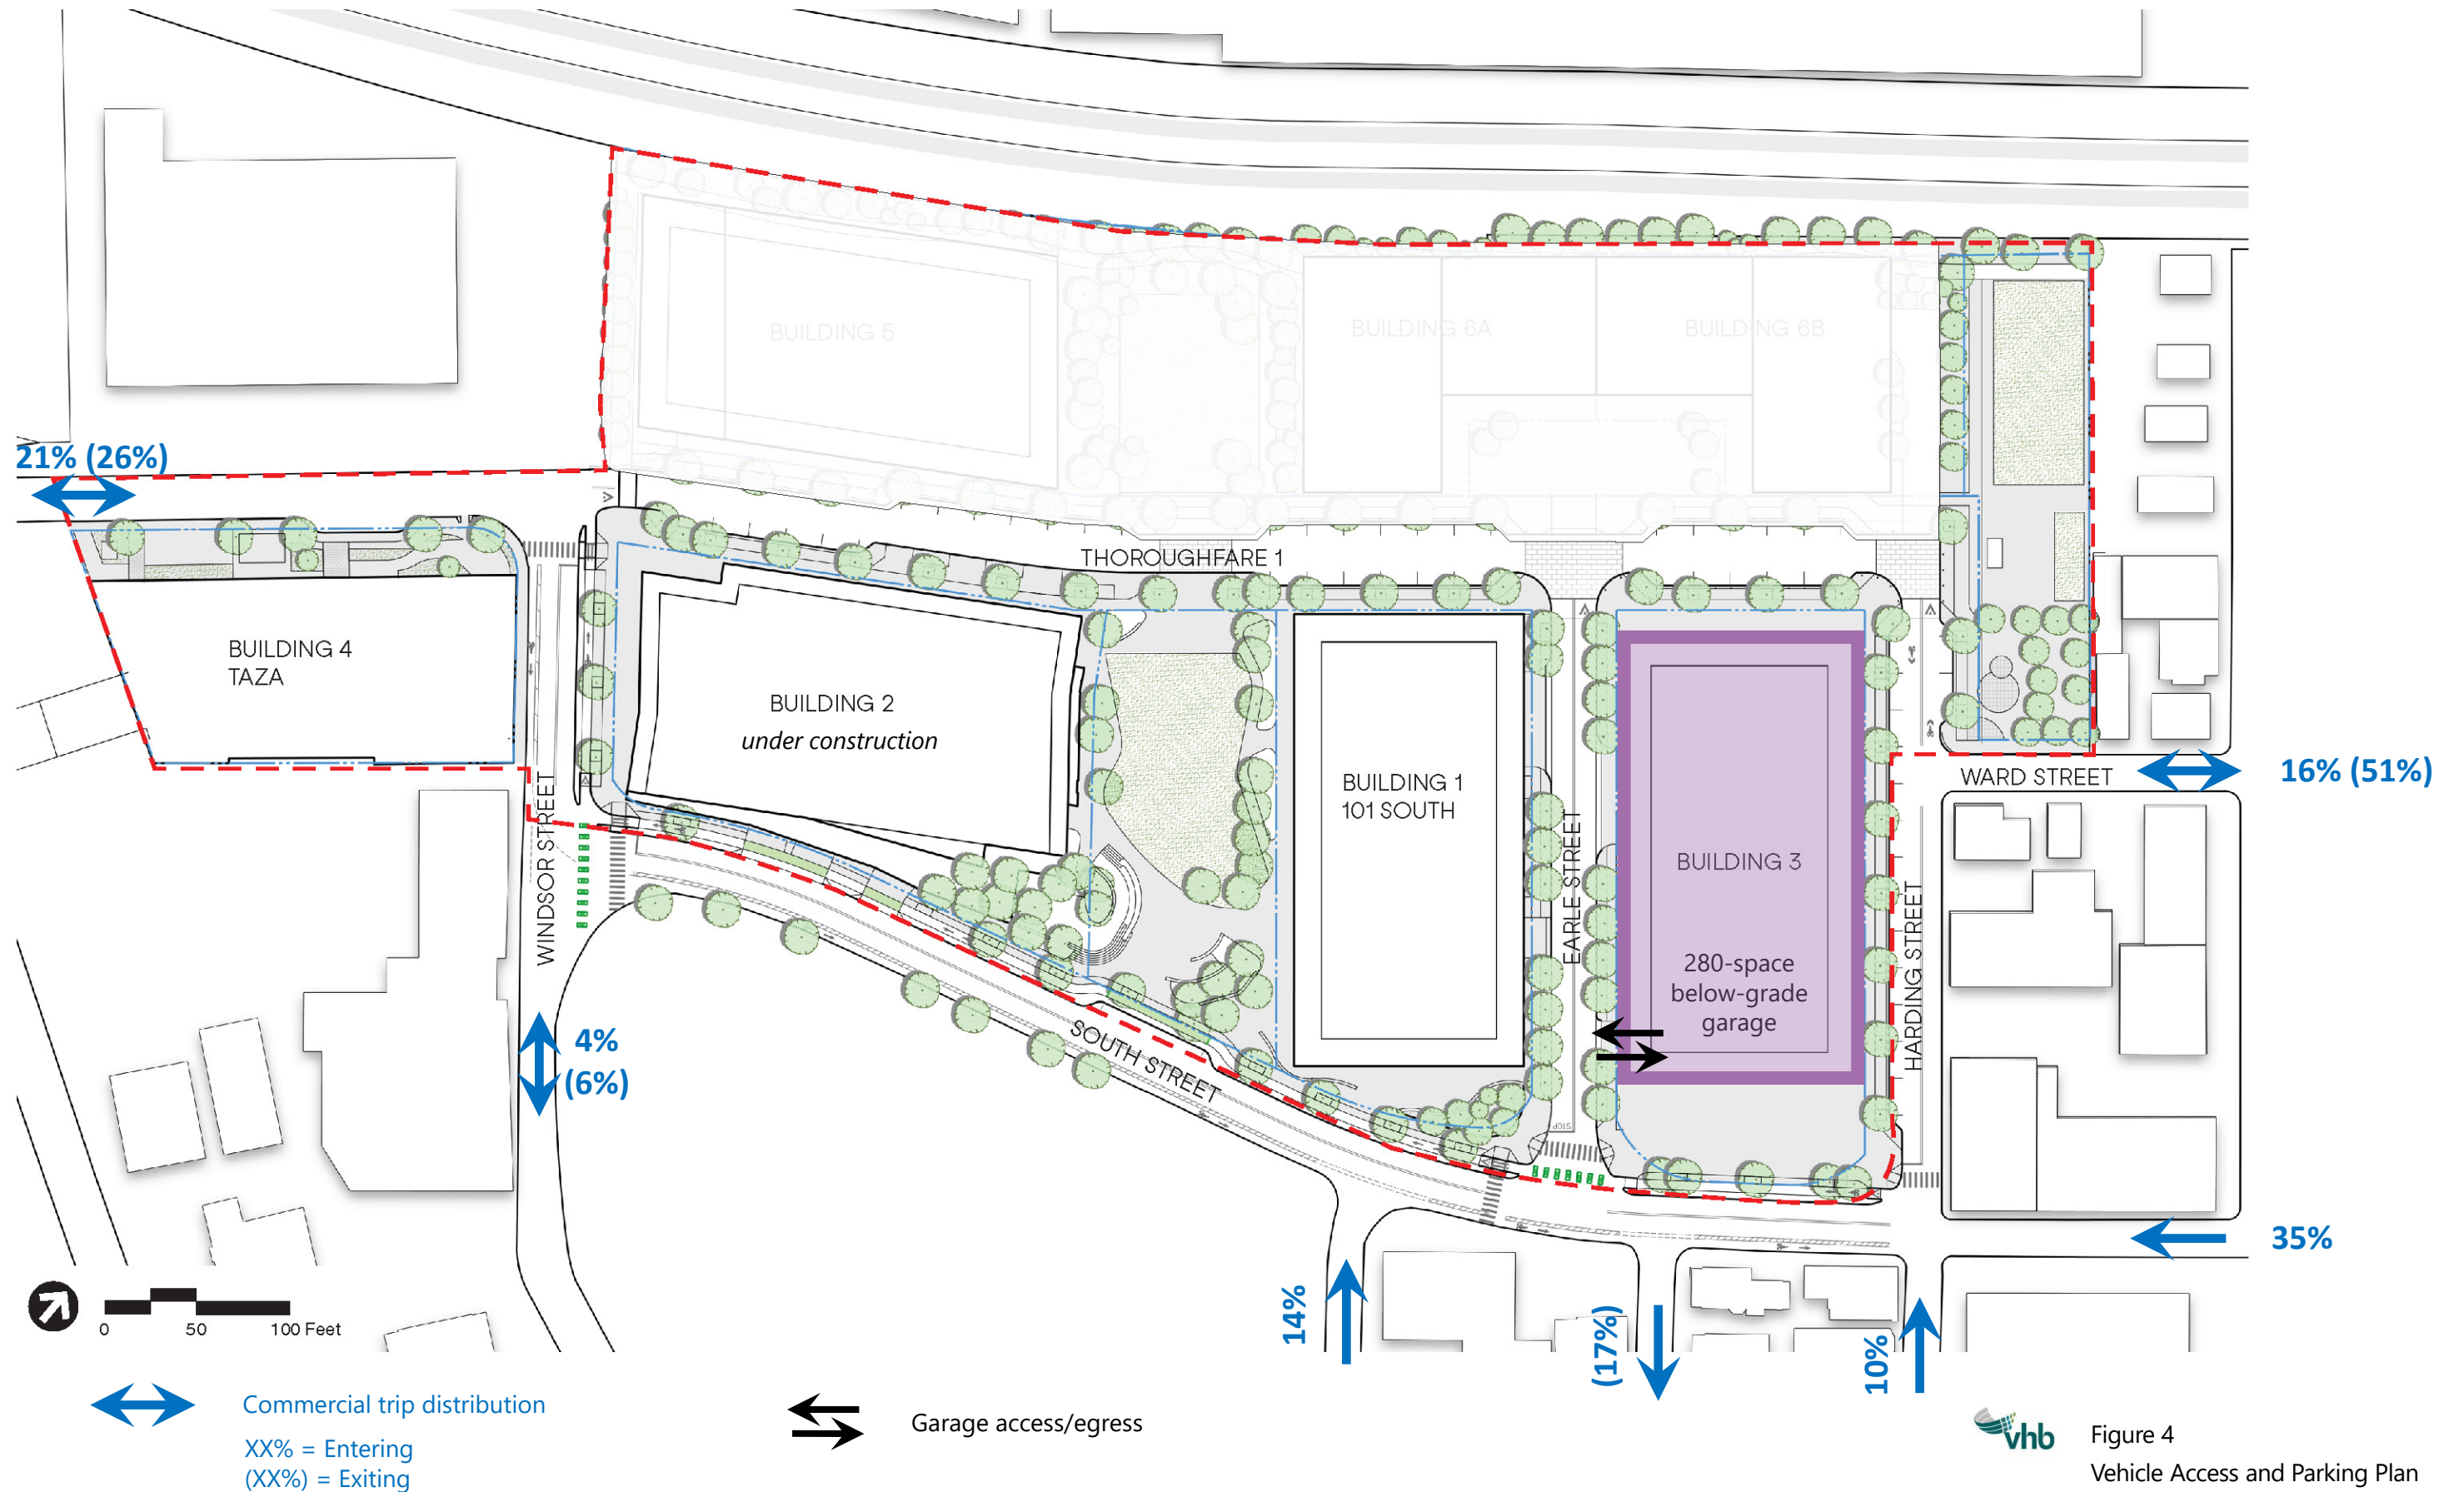 BUILDING 5
BUILDING 6A
BUILDING 6B
21% (26%)
THOROUGHFARE 1
BUILDING 4
TAZA
BUILDING 2
under construction
BUILDING 1
101 SOUTH
WARD STREET
16% (51%)
WINDSOR STREET
EARLE STREET
BUILDING 3
280-space
below-grade
garage
HARDING STREET
SOUTH STREET
4%
(6%)
STOP
35%
14%
(17%)
10%
0 50 100 Feet
Commercial trip distribution
XX% = Entering
(XX%) = Exiting
Garage access/egress
vhb
Figure 4
Vehicle Access and Parking Plan